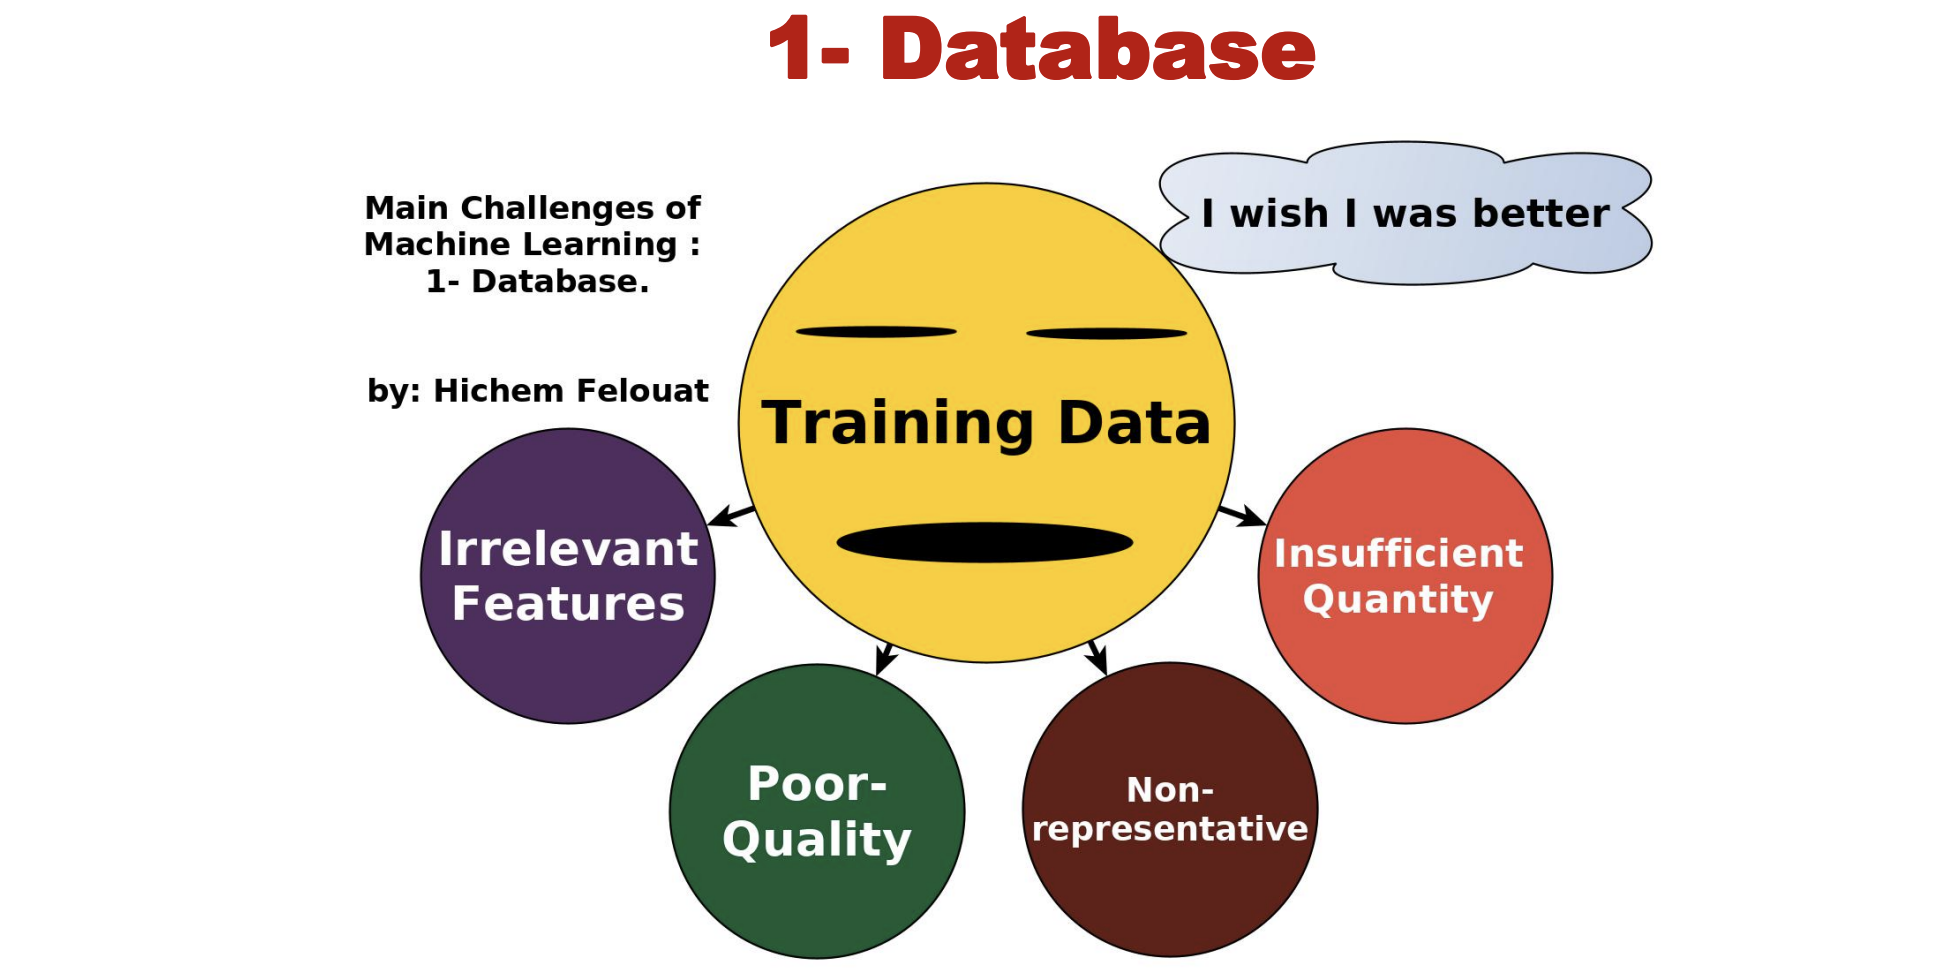 1- Database
Main Challenges of
Machine Learning :
1- Database.
by: Hichem Felouat
I wish I was better
Training Data
Irrelevant
Features
Poor-
Quality
Non-
representative
Insufficient
Quantity